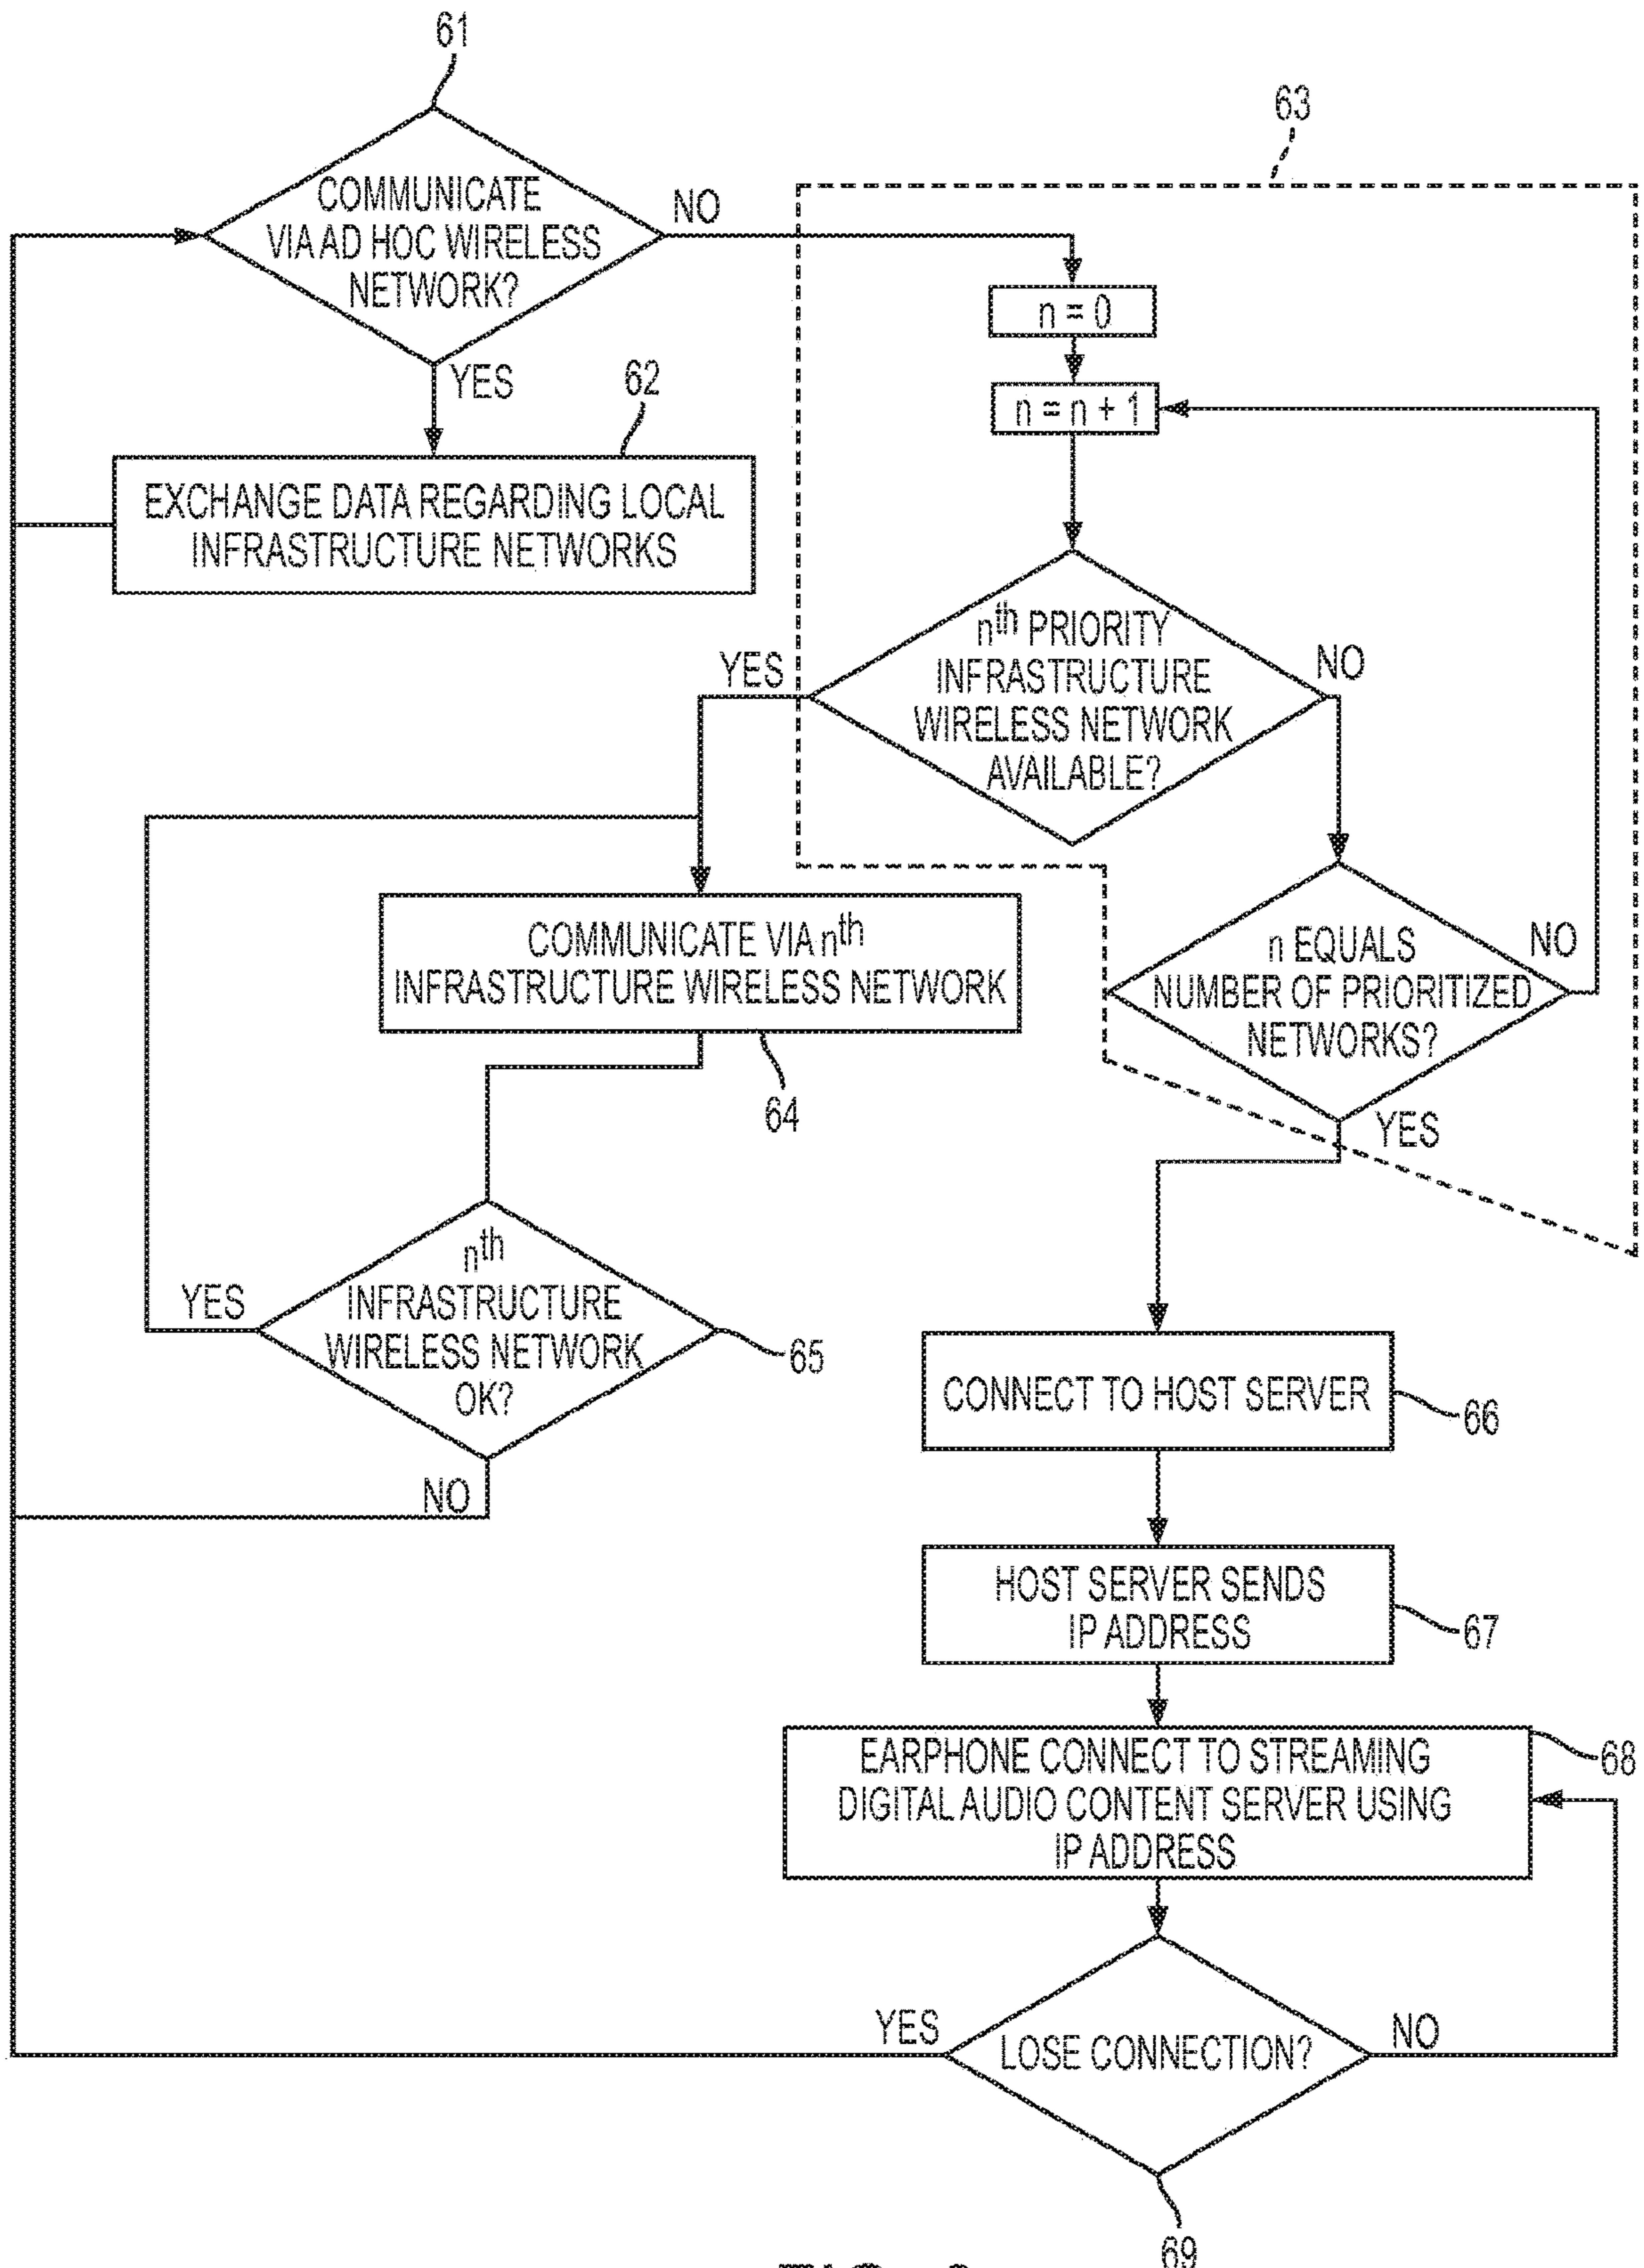 61
COMMUNICATE
VIA AD HOC WIRELESS
NETWORK?
NO
YES
62
EXCHANGE DATA REGARDING LOCAL
INFRASTRUCTURE NETWORKS
63
n = 0
n = n + 1
nth PRIORITY
INFRASTRUCTURE
WIRELESS NETWORK
AVAILABLE?
YES
NO
n EQUALS
NUMBER OF PRIORITIZED
NETWORKS?
NO
YES
COMMUNICATE VIA nth
INFRASTRUCTURE WIRELESS NETWORK
64
nth
INFRASTRUCTURE
WIRELESS NETWORK
OK?
YES
65
NO
CONNECT TO HOST SERVER
66
HOST SERVER SENDS
IP ADDRESS
67
EARPHONE CONNECT TO STREAMING
DIGITAL AUDIO CONTENT SERVER USING
IP ADDRESS
68
LOSE CONNECTION?
YES
NO
69